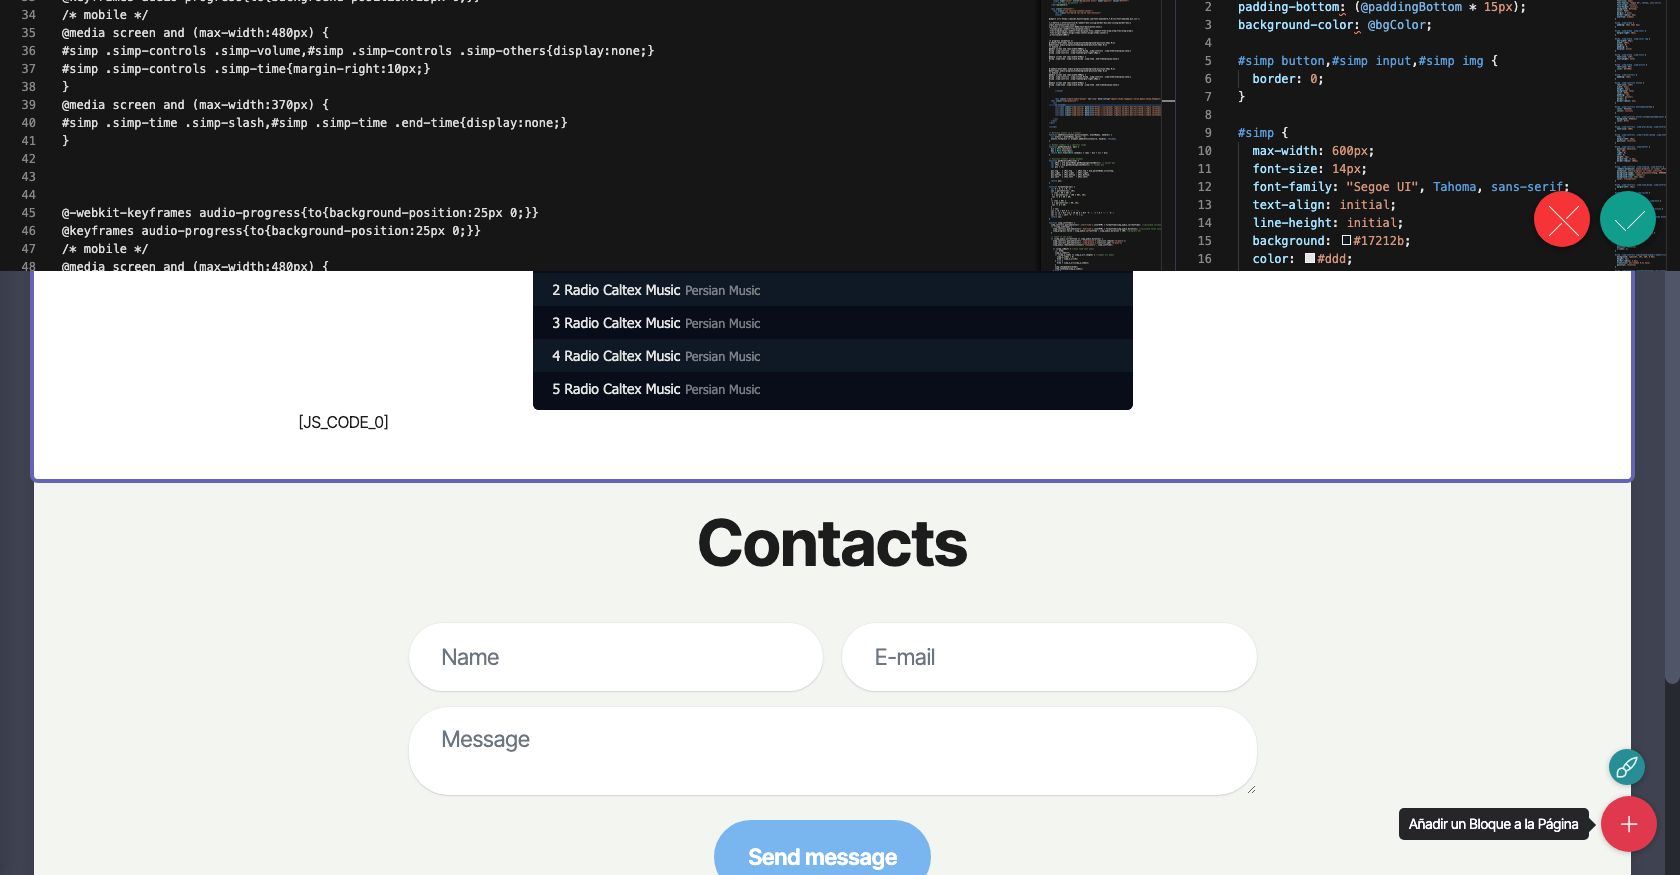 34 /* mobile */
35 @media screen and (max-width:480px) {
36 #simp .simp-controls .simp-volume,#simp .simp-controls .simp-others{display:none;}
37 #simp .simp-controls .simp-time{margin-right:10px;}
38 }
39 @media screen and (max-width:370px) {
40 #simp .simp-time .simp-slash,#simp .simp-time .end-time{display:none;}
41 }
42
43
44
45 @-webkit-keyframes audio-progress{to{background-position:25px 0;}}
46 @keyframes audio-progress{to{background-position:25px 0;}}
47 /* mobile */
48 @media screen and (max-width:480px) {
2 padding-bottom: (@paddingBottom * 15px);
3 background-color: @bgColor;
4
5 #simp button,#simp input,#simp img {
6 border: 0;
7 }
8
9 #simp {
10 max-width: 600px;
11 font-size: 14px;
12 font-family: "Segoe UI", Tahoma, sans-serif;
13 text-align: initial;
14 line-height: initial;
15 background: #17212b;
16 color: #ddd;
2 Radio Caltex Music Persian Music
3 Radio Caltex Music Persian Music
4 Radio Caltex Music Persian Music
5 Radio Caltex Music Persian Music
[JS_CODE_0]
Contacts
Name
E-mail
Message
Send message
Añadir un Bloque a la Página